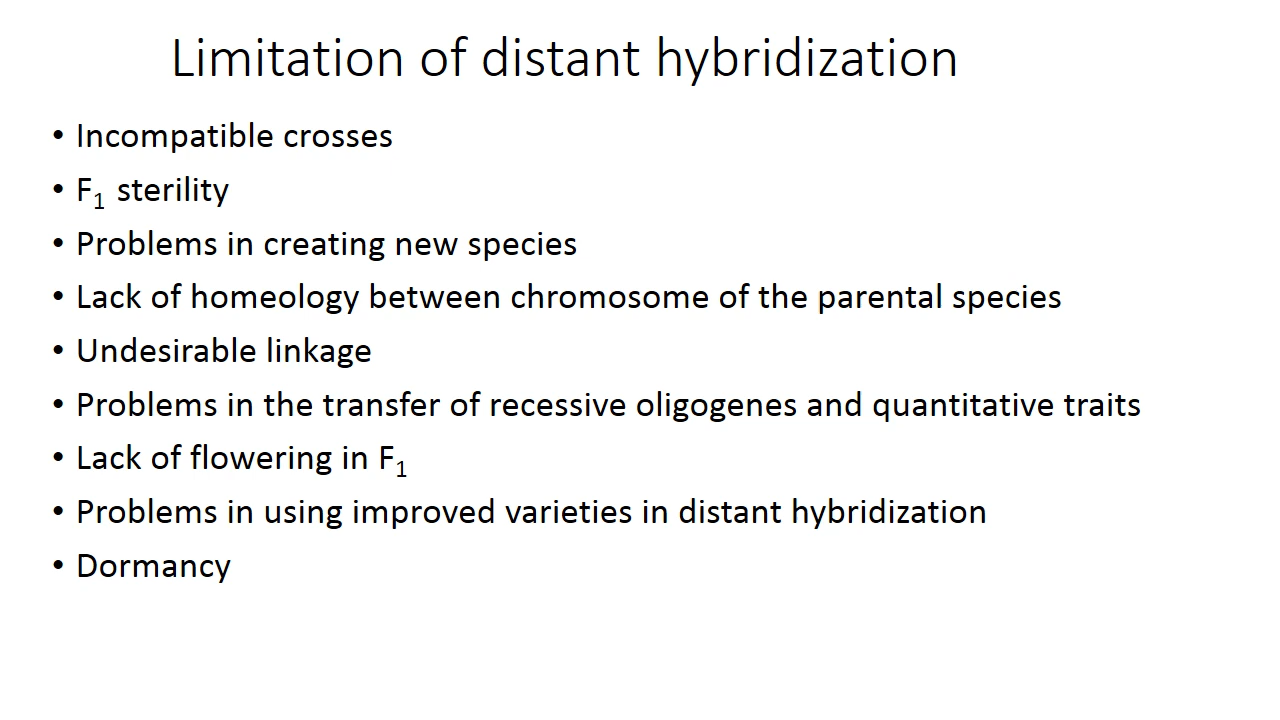 Limitation of distant hybridization
• Incompatible crosses
• F₁ sterility
• Problems in creating new species
• Lack of homeology between chromosome of the parental species
• Undesirable linkage
• Problems in the transfer of recessive oligogenes and quantitative traits
• Lack of flowering in F₁
• Problems in using improved varieties in distant hybridization
• Dormancy